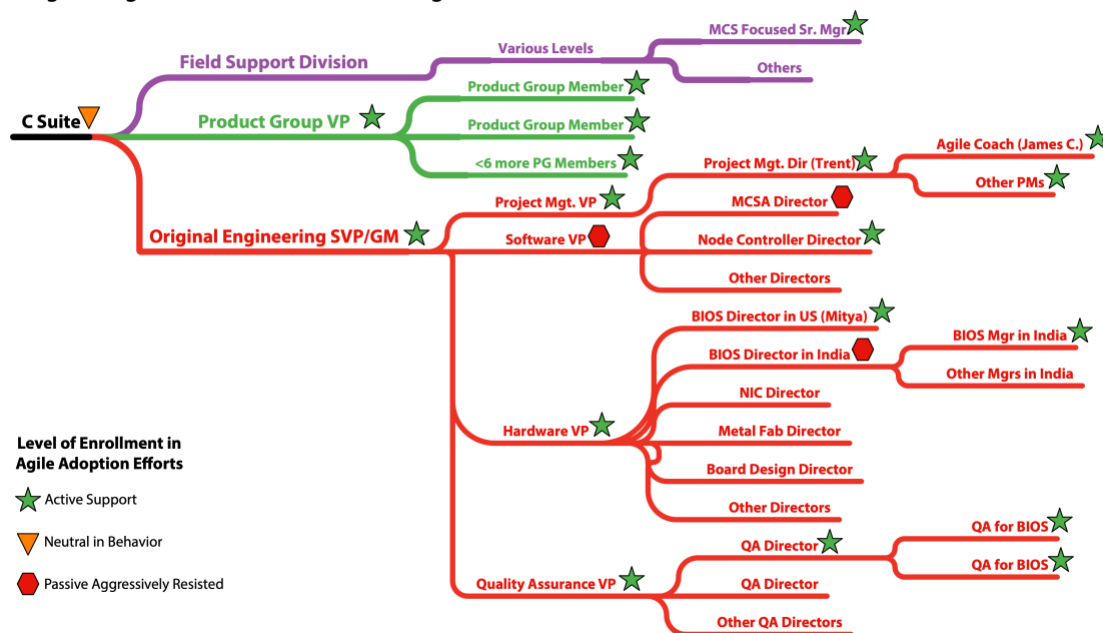 MCS Focused Sr. Mgr
Field Support Division
Various Levels
Others
Product Group Member
C Suite
Product Group VP
Product Group Member
<6 more PG Members
Agile Coach (James C.)
Project Mgt. Dir (Trent)
Other PMs
Project Mgt. VP
MCSA Director
Original Engineering SVP/GM
Software VP
Node Controller Director
Other Directors
BIOS Director in US (Mitya)
BIOS Mgr in India
BIOS Director in India
Other Mgrs in India
NIC Director
Hardware VP
Metal Fab Director
Board Design Director
Other Directors
Level of Enrollment in
Agile Adoption Efforts
Active Support
Neutral in Behavior
Passive Aggressively Resisted
QA for BIOS
QA Director
QA for BIOS
Quality Assurance VP
QA Director
Other QA Directors